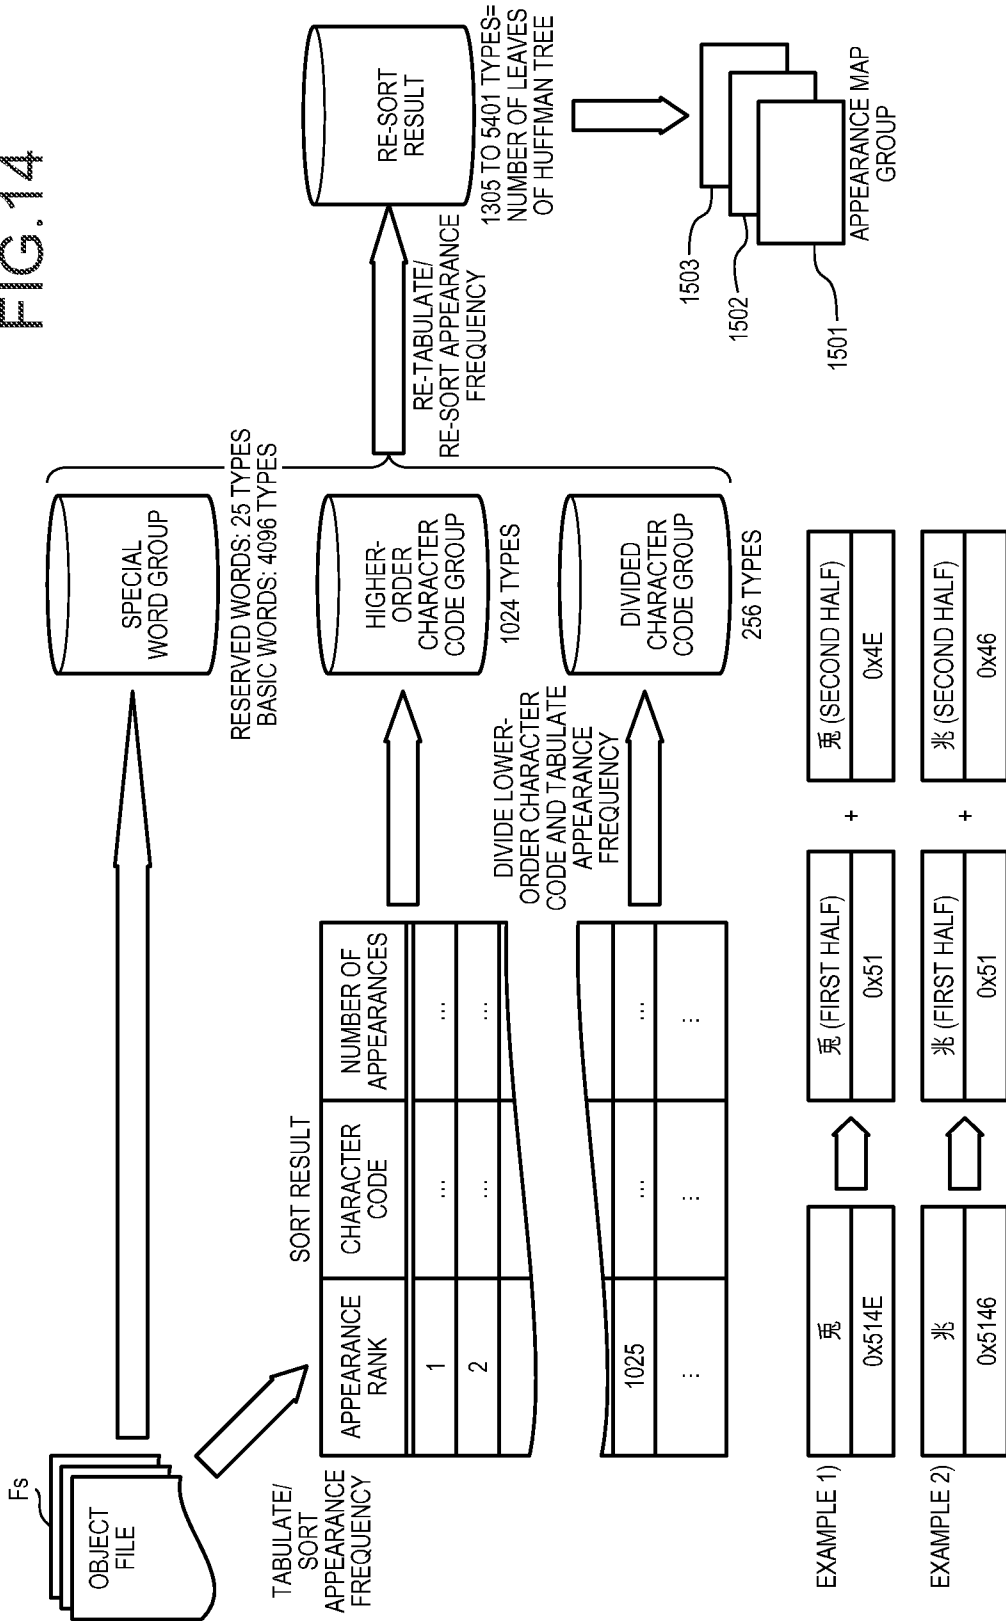 FIG.14
Fs
OBJECT
FILE
TABULATE/
SORT
APPEARANCE
FREQUENCY
SORT RESULT
APPEARANCE
RANK
CHARACTER
CODE
NUMBER OF
APPEARANCES
1
...
...
2
...
...
1025
...
...
...
...
...
DIVIDE LOWER-
ORDER CHARACTER
CODE AND TABULATE
APPEARANCE
FREQUENCY
SPECIAL
WORD GROUP
RESERVED WORDS: 25 TYPES
BASIC WORDS: 4096 TYPES
HIGHER-
ORDER
CHARACTER
CODE GROUP
1024 TYPES
DIVIDED
CHARACTER
CODE GROUP
256 TYPES
RE-TABULATE/
RE-SORT APPEARANCE
FREQUENCY
RE-SORT
RESULT
1305 TO 5401 TYPES=
NUMBER OF LEAVES
OF HUFFMAN TREE
1503
1502
1501
APPEARANCE MAP
GROUP
EXAMPLE 1)
兎
0x514E
兎 (FIRST HALF)
0x51
+
兎 (SECOND HALF)
0x4E
EXAMPLE 2)
兆
0x5146
兆 (FIRST HALF)
0x51
+
兆 (SECOND HALF)
0x46